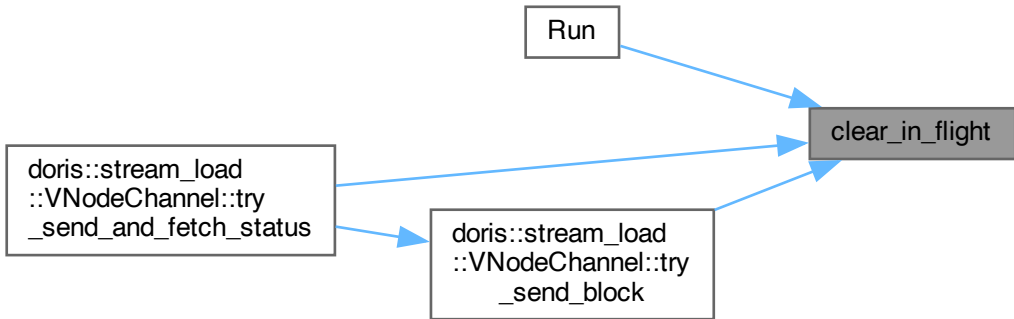 Run
clear_in_flight
doris::stream_load
::VNodeChannel::try
_send_and_fetch_status
doris::stream_load
::VNodeChannel::try
_send_block